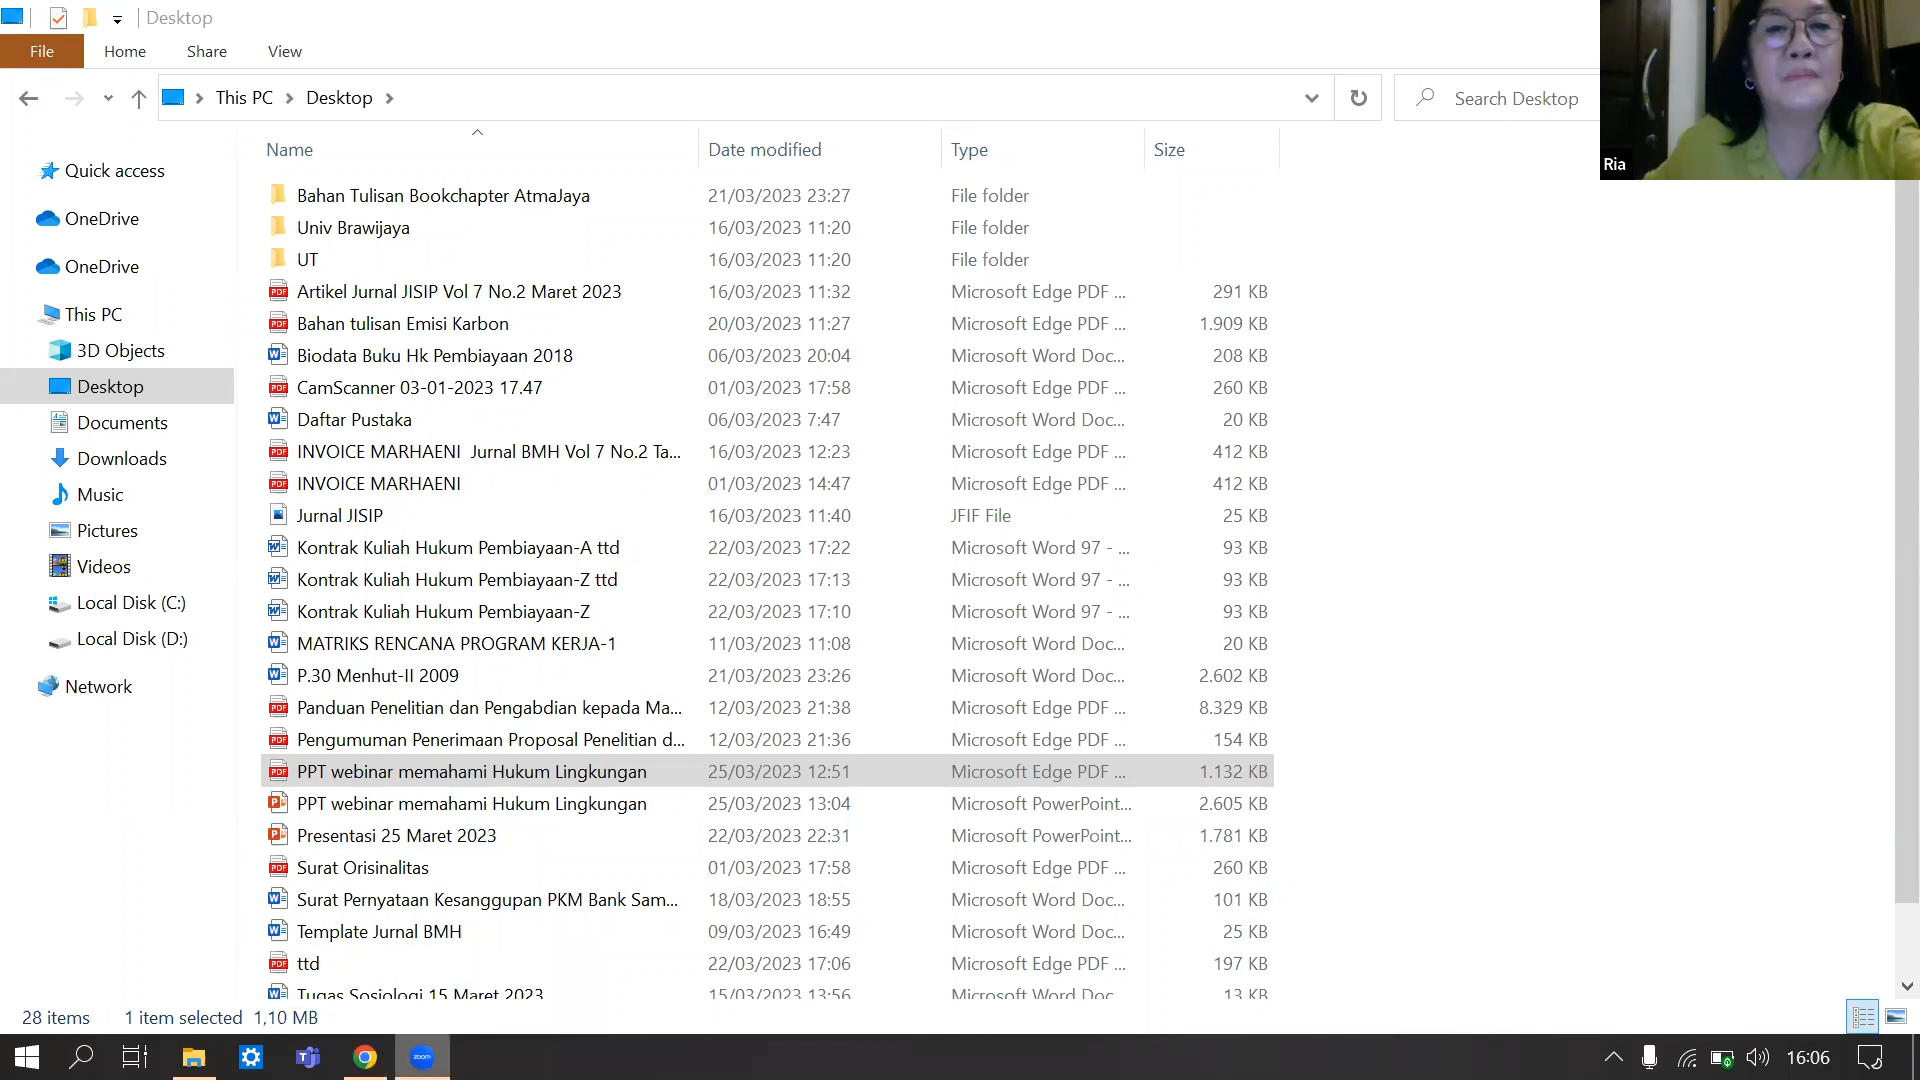 Desktop
File Home Share View
This PC Desktop
Search Desktop
Ria
Name Date modified Type Size
Quick access
OneDrive
OneDrive
This PC
3D Objects
Desktop
Documents
Downloads
Music
Pictures
Videos
Local Disk (C:)
Local Disk (D:)
Network
Bahan Tulisan Bookchapter AtmaJaya 21/03/2023 23:27 File folder
Univ Brawijaya 16/03/2023 11:20 File folder
UT 16/03/2023 11:20 File folder
Artikel Jurnal JISIP Vol 7 No.2 Maret 2023 16/03/2023 11:32 Microsoft Edge PDF ... 291 KB
Bahan tulisan Emisi Karbon 20/03/2023 11:27 Microsoft Edge PDF ... 1.909 KB
Biodata Buku Hk Pembiayaan 2018 06/03/2023 20:04 Microsoft Word Doc... 208 KB
CamScanner 03-01-2023 17.47 01/03/2023 17:58 Microsoft Edge PDF ... 260 KB
Daftar Pustaka 06/03/2023 7:47 Microsoft Word Doc... 20 KB
INVOICE MARHAENI Jurnal BMH Vol 7 No.2 Ta... 16/03/2023 12:23 Microsoft Edge PDF ... 412 KB
INVOICE MARHAENI 01/03/2023 14:47 Microsoft Edge PDF ... 412 KB
Jurnal JISIP 16/03/2023 11:40 JFIF File 25 KB
Kontrak Kuliah Hukum Pembiayaan-A ttd 22/03/2023 17:22 Microsoft Word 97 - ... 93 KB
Kontrak Kuliah Hukum Pembiayaan-Z ttd 22/03/2023 17:13 Microsoft Word 97 - ... 93 KB
Kontrak Kuliah Hukum Pembiayaan-Z 22/03/2023 17:10 Microsoft Word 97 - ... 93 KB
MATRIKS RENCANA PROGRAM KERJA-1 11/03/2023 11:08 Microsoft Word Doc... 20 KB
P.30 Menhut-II 2009 21/03/2023 23:26 Microsoft Word Doc... 2.602 KB
Panduan Penelitian dan Pengabdian kepada Ma... 12/03/2023 21:38 Microsoft Edge PDF ... 8.329 KB
Pengumuman Penerimaan Proposal Penelitian d... 12/03/2023 21:36 Microsoft Edge PDF ... 154 KB
PPT webinar memahami Hukum Lingkungan 25/03/2023 12:51 Microsoft Edge PDF ... 1.132 KB
PPT webinar memahami Hukum Lingkungan 25/03/2023 13:04 Microsoft PowerPoint... 2.605 KB
Presentasi 25 Maret 2023 22/03/2023 22:31 Microsoft PowerPoint... 1.781 KB
Surat Orisinalitas 01/03/2023 17:58 Microsoft Edge PDF ... 260 KB
Surat Pernyataan Kesanggupan PKM Bank Sam... 18/03/2023 18:55 Microsoft Word Doc... 101 KB
Template Jurnal BMH 09/03/2023 16:49 Microsoft Word Doc... 25 KB
ttd 22/03/2023 17:06 Microsoft Edge PDF ... 197 KB
Tugas Sosiologi 15 Maret 2023 15/03/2023 13:56 Microsoft Word Doc 13 KB
28 items 1 item selected 1,10 MB
zoom
16:06